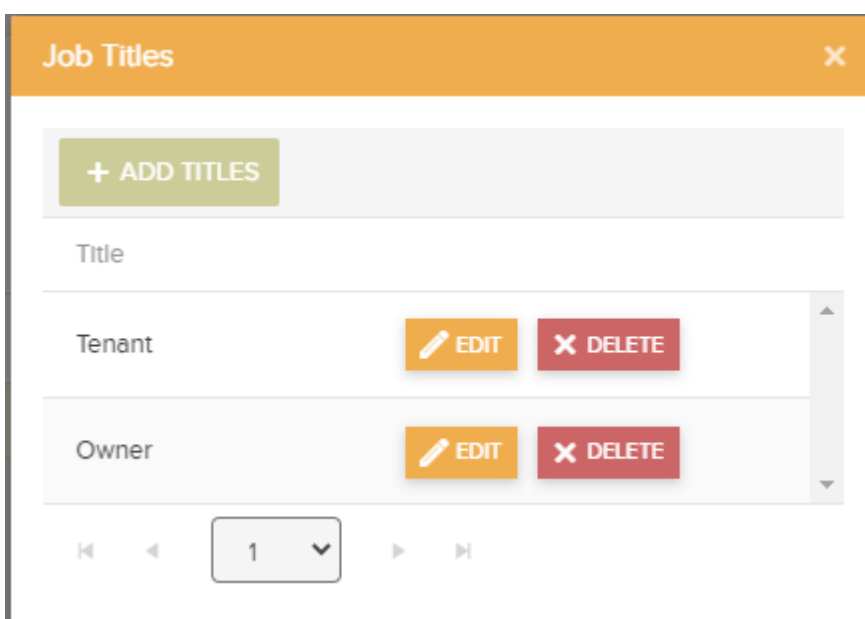 Job Titles
+ ADD TITLES
Title
Tenant EDIT DELETE
Owner EDIT DELETE
1